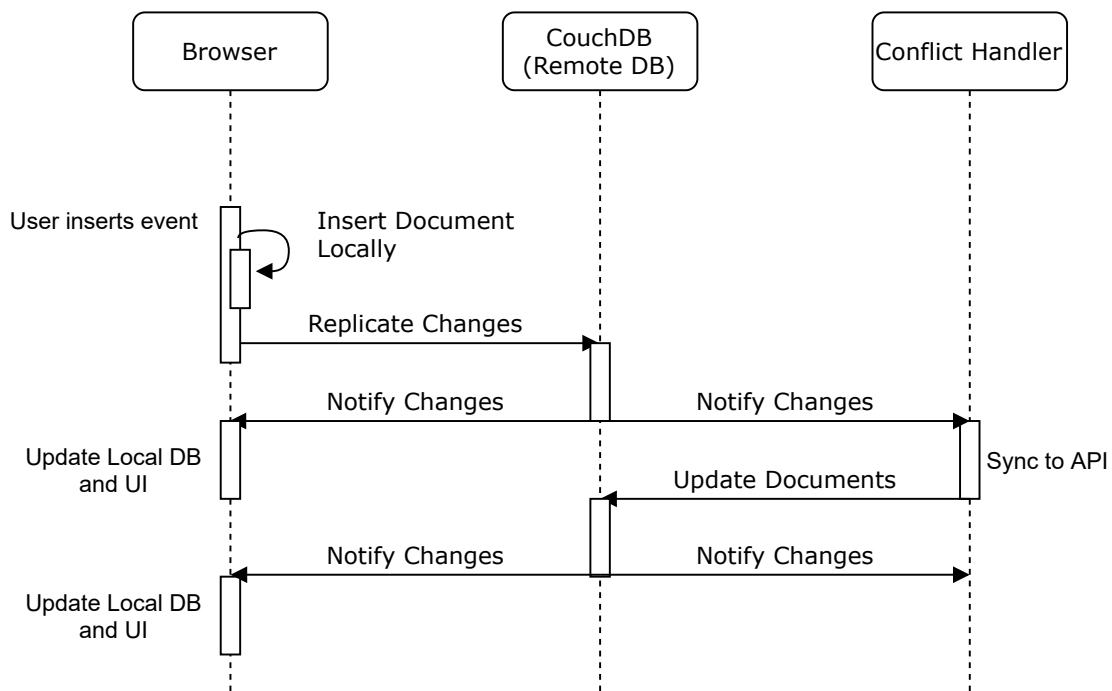 Browser
CouchDB
(Remote DB)
Conflict Handler
User inserts event
Insert Document
Locally
Replicate Changes
Notify Changes
Notify Changes
Update Local DB
and UI
Sync to API
Update Documents
Notify Changes
Notify Changes
Update Local DB
and UI